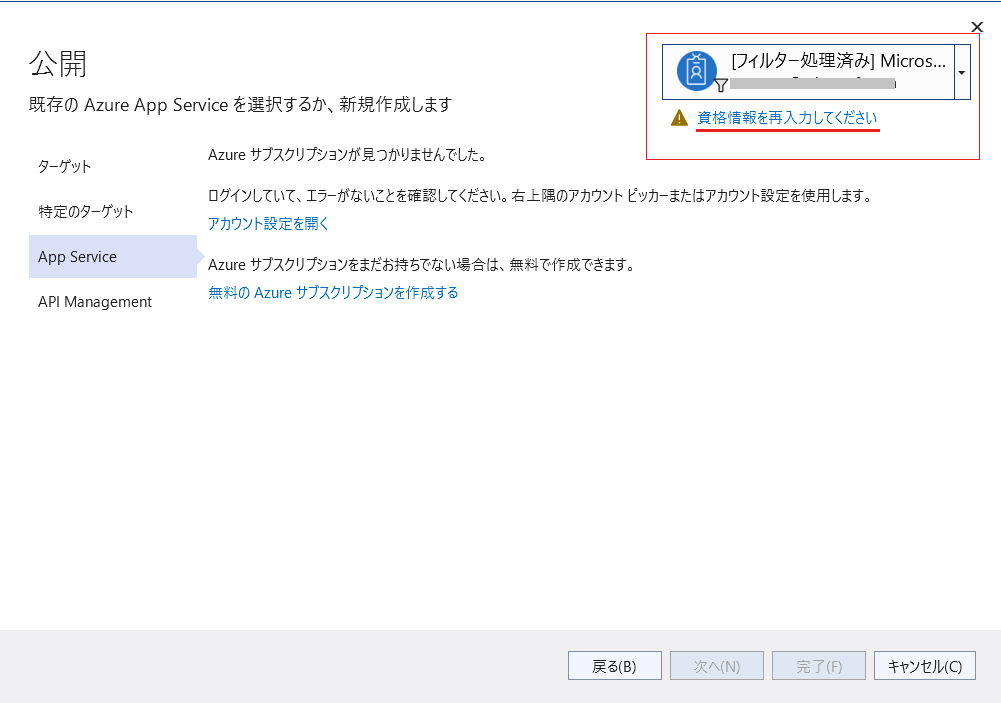 公開
既存の Azure App Service を選択するか、新規作成します
[フィルター処理済み] Micros...
資格情報を再入力してください
ターゲット
特定のターゲット
App Service
API Management
Azure サブスクリプションが見つかりませんでした。
ログインしていて、エラーがないことを確認してください。右上隅のアカウント ピッカーまたはアカウント設定を使用します。
アカウント設定を開く
Azure サブスクリプションをまだお持ちでない場合は、無料で作成できます。
無料の Azure サブスクリプションを作成する
戻る(B)
次へ(N)
完了(F)
キャンセル(C)